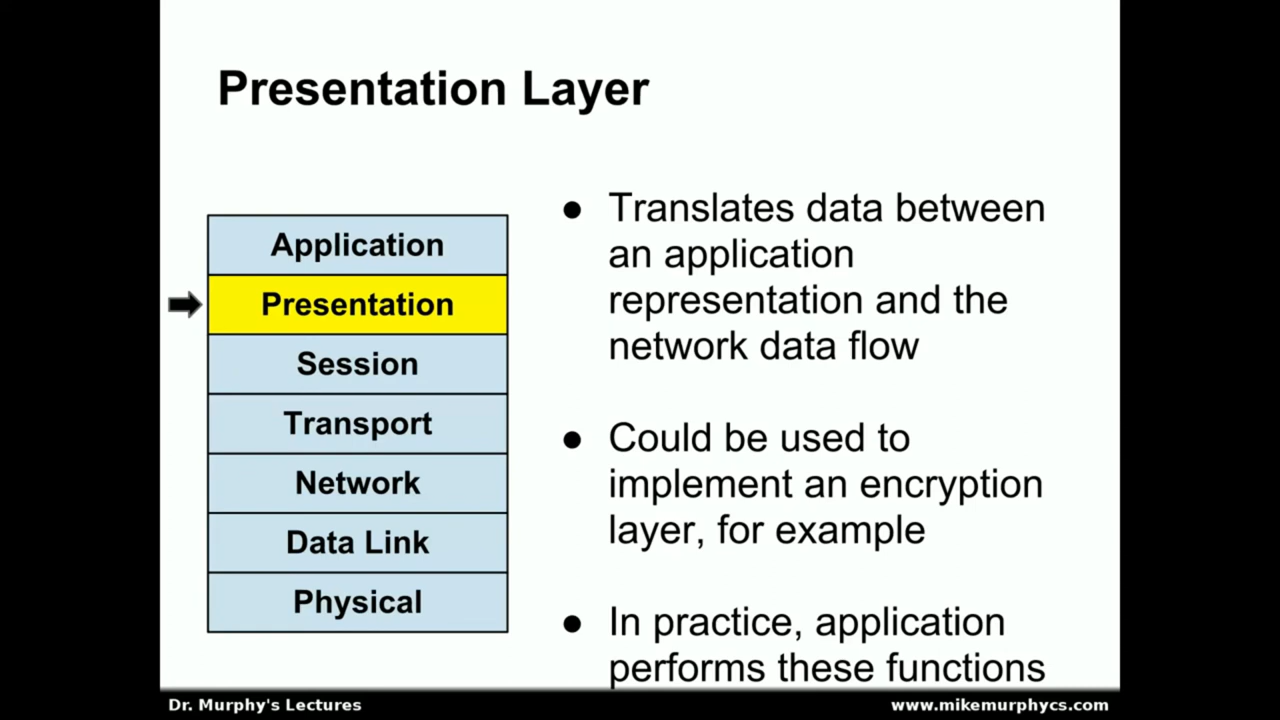 Presentation Layer
Application
Presentation
Session
Transport
Network
Data Link
Physical
● Translates data between
an application
representation and the
network data flow
● Could be used to
implement an encryption
layer, for example
● In practice, application
performs these functions
Dr. Murphy's Lectures
www.mikemurphycs.com